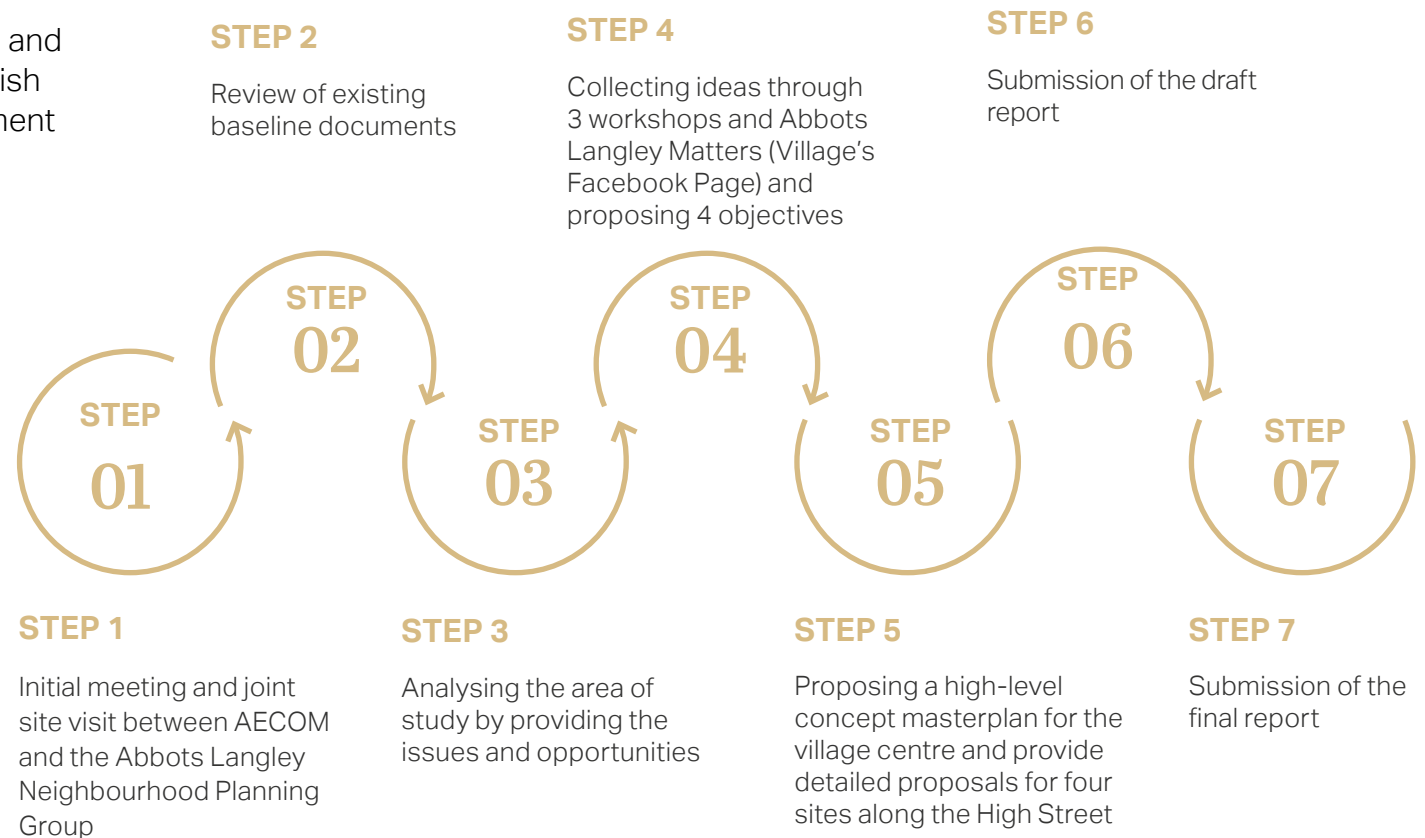 and
ish
ment
STEP 2
Review of existing
baseline documents
STEP 4
Collecting ideas through
3 workshops and Abbots
Langley Matters (Village's
Facebook Page) and
proposing 4 objectives
STEP 6
Submission of the draft
report
STEP
01
STEP
02
STEP
03
STEP
04
STEP
05
STEP
06
STEP
07
STEP 1
Initial meeting and joint
site visit between AECOM
and the Abbots Langley
Neighbourhood Planning
Group
STEP 3
Analysing the area of
study by providing the
issues and opportunities
STEP 5
Proposing a high-level
concept masterplan for the
village centre and provide
detailed proposals for four
sites along the High Street
STEP 7
Submission of the
final report